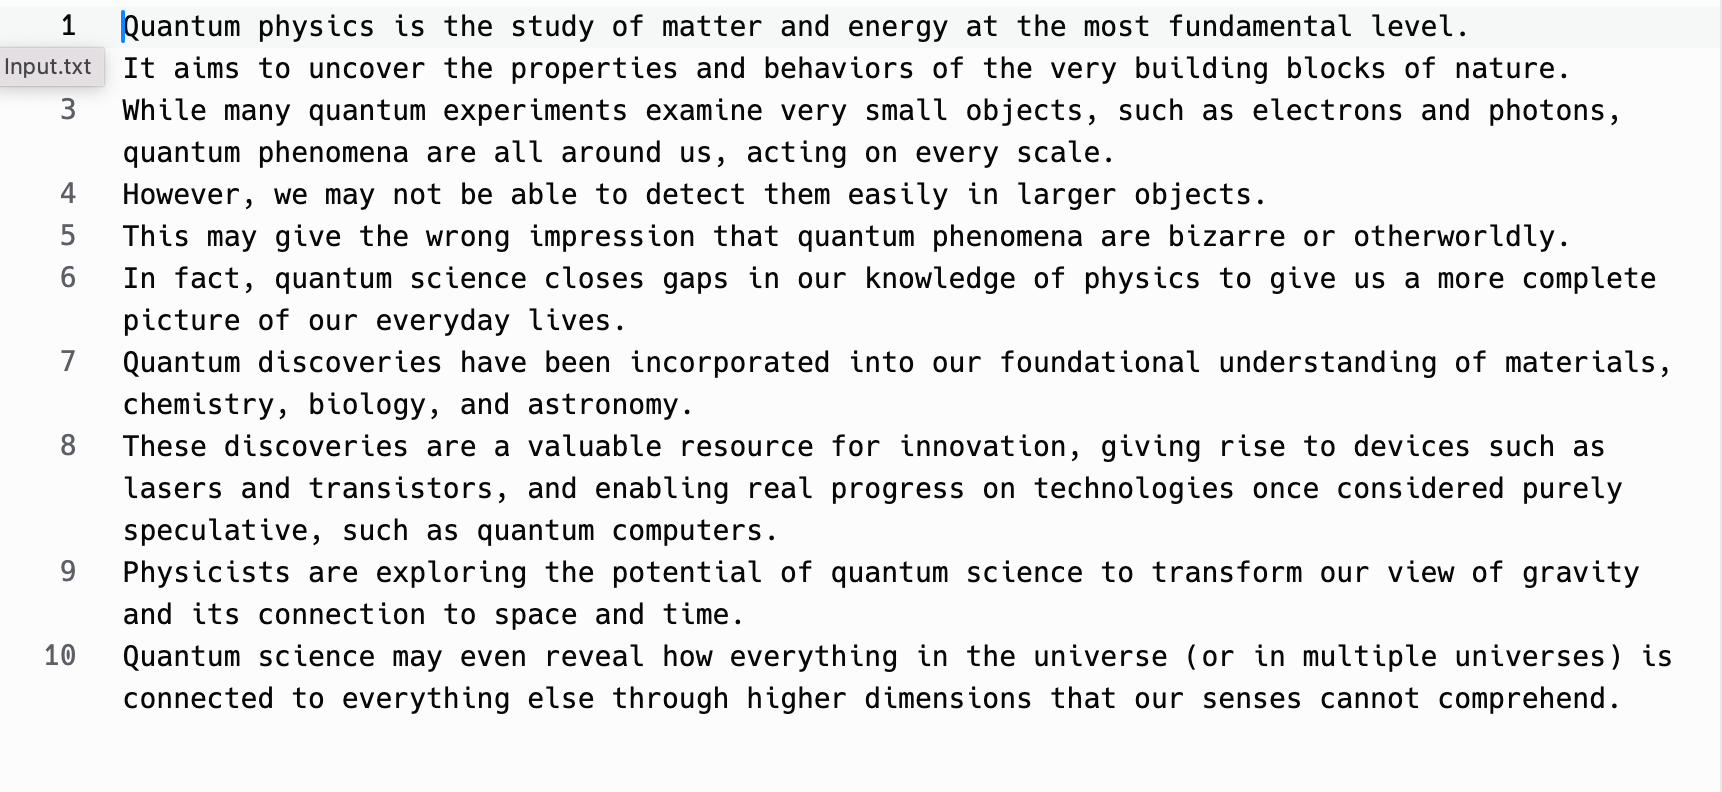 1 Quantum physics is the study of matter and energy at the most fundamental level.
Input.txt It aims to uncover the properties and behaviors of the very building blocks of nature.
3 While many quantum experiments examine very small objects, such as electrons and photons,
quantum phenomena are all around us, acting on every scale.
4 However, we may not be able to detect them easily in larger objects.
5 This may give the wrong impression that quantum phenomena are bizarre or otherworldly.
6 In fact, quantum science closes gaps in our knowledge of physics to give us a more complete
picture of our everyday lives.
7 Quantum discoveries have been incorporated into our foundational understanding of materials,
chemistry, biology, and astronomy.
8 These discoveries are a valuable resource for innovation, giving rise to devices such as
lasers and transistors, and enabling real progress on technologies once considered purely
speculative, such as quantum computers.
9 Physicists are exploring the potential of quantum science to transform our view of gravity
and its connection to space and time.
10 Quantum science may even reveal how everything in the universe (or in multiple universes) is
connected to everything else through higher dimensions that our senses cannot comprehend.